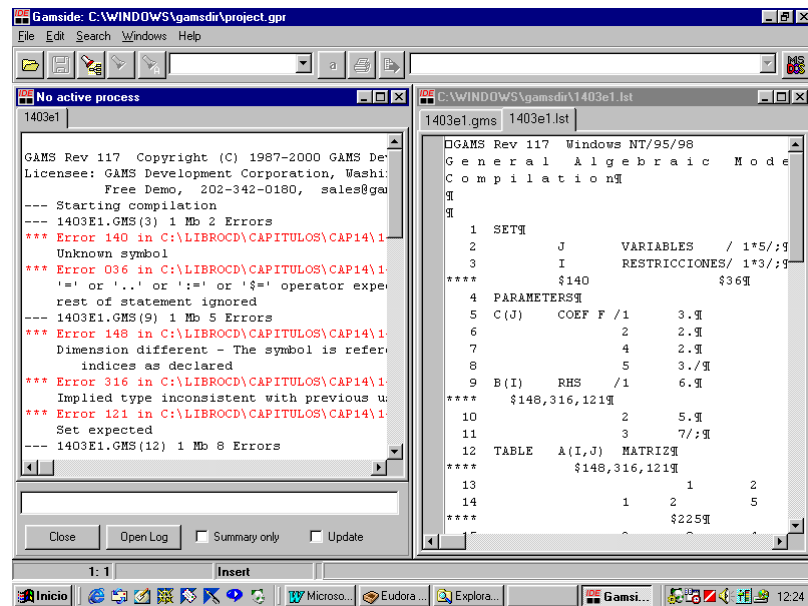 Gamside: C:\WINDOWS\gamsdir\project.gpr
File Edit Search Windows Help
a
MS DOS
IDE No active process
1403e1
GAMS Rev 117 Copyright (C) 1987-2000 GAMS De
Licensee: GAMS Development Corporation, Washi
Free Demo, 202-342-0180, sales@ga
--- Starting compilation
--- 1403E1.GMS(3) 1 Mb 2 Errors
*** Error 140 in C:\LIBROCD\CAPITULOS\CAP14\1
Unknown symbol
*** Error 036 in C:\LIBROCD\CAPITULOS\CAP14\1
'=' or '..' or ':=' or '$=' operator expe
rest of statement ignored
--- 1403E1.GMS(9) 1 Mb 5 Errors
*** Error 148 in C:\LIBROCD\CAPITULOS\CAP14\1
Dimension different - The symbol is refer
indices as declared
*** Error 316 in C:\LIBROCD\CAPITULOS\CAP14\1
Implied type inconsistent with previous u
*** Error 121 in C:\LIBROCD\CAPITULOS\CAP14\1
Set expected
--- 1403E1.GMS(12) 1 Mb 8 Errors
Close Open Log Summary only Update
IDE C:\WINDOWS\gamsdir\1403e1.lst
1403e1.gms 1403e1.lst
GAMS Rev 117 Windows NT/95/98
G e n e r a l A l g e b r a i c M o d e
C o m p i l a t i o n¶
¶
¶
1 SET¶
2 J VARIABLES / 1*5/;¶
3 I RESTRICCIONES/ 1*3/;¶
**** $140 $36¶
4 PARAMETERS¶
5 C(J) COEF F /1 3.¶
6 2 2.¶
7 4 2.¶
8 5 3./¶
9 B(I) RHS /1 6.¶
**** $148,316,121¶
10 2 5.¶
11 3 7/;¶
12 TABLE A(I,J) MATRIZ¶
**** $148,316,121¶
13 1 2
14 1 2 5
**** $225¶
1: 1 Insert
Inicio Microso... Eudora ... Explora... IDE Gamsi... 12:24